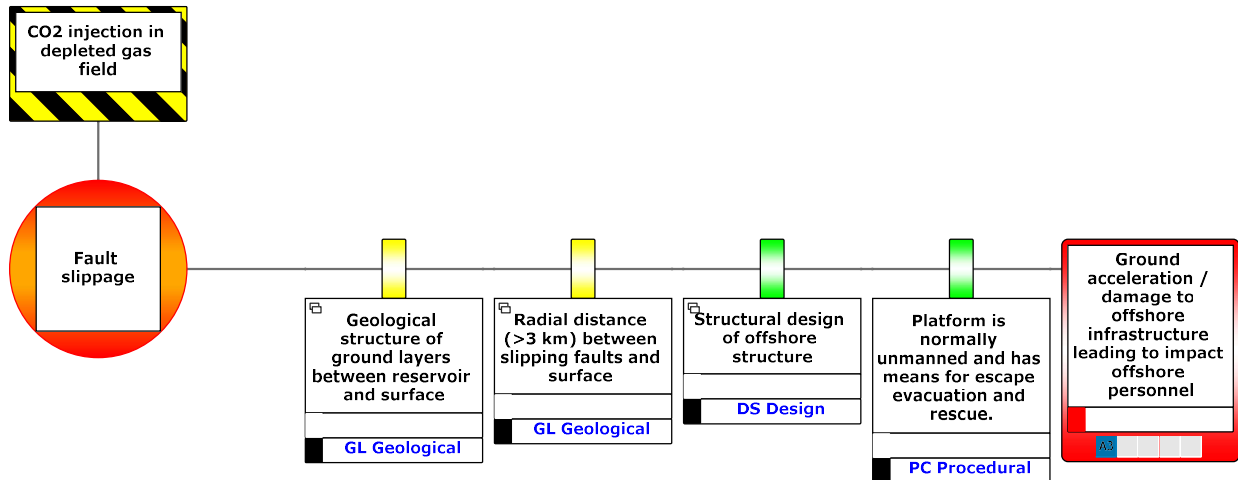 CO2 injection in
depleted gas
field
Fault
slippage
Geological
structure of
ground layers
between reservoir
and surface
GL Geological
Radial distance
(>3 km) between
slipping faults and
surface
GL Geological
Structural design
of offshore
structure
DS Design
Platform is
normally
unmanned and has
means for escape
evacuation and
rescue.
PC Procedural
Ground
acceleration /
damage to
offshore
infrastructure
leading to impact
offshore
personnel
A3